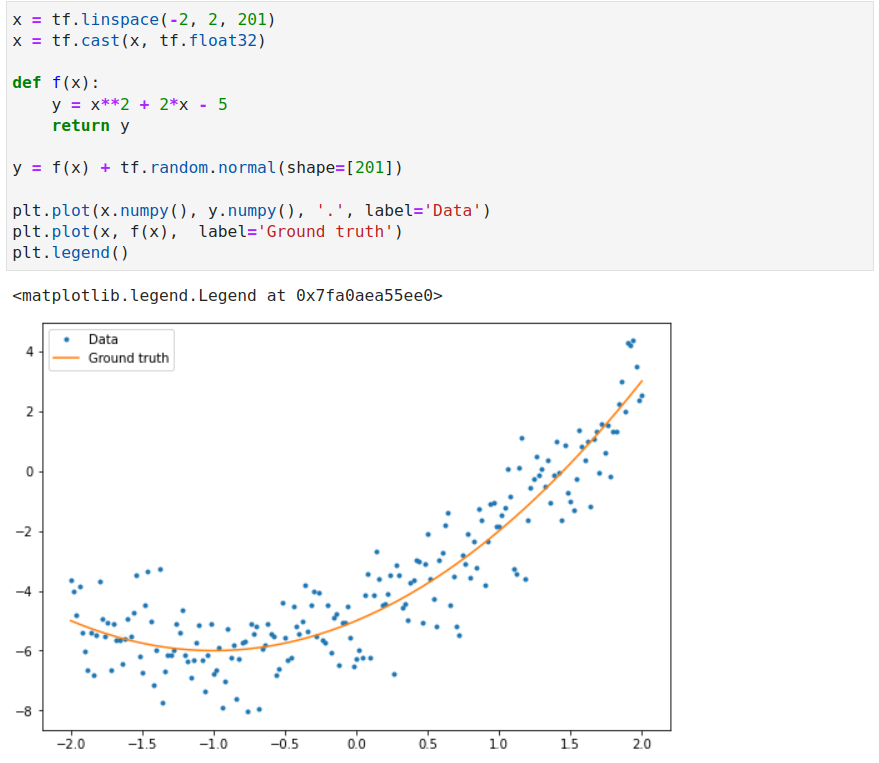 x = tf.linspace(-2, 2, 201)
x = tf.cast(x, tf.float32)
def f(x):
    y = x**2 + 2*x - 5
    return y
y = f(x) + tf.random.normal(shape=[201])
plt.plot(x.numpy(), y.numpy(), '.', label='Data')
plt.plot(x, f(x),  label='Ground truth')
plt.legend()
<matplotlib.legend.Legend at 0x7fa0aea55ee0>
Data
Ground truth
4
2
0
−2
−4
−6
−8
−2.0 −1.5 −1.0 −0.5 0.0 0.5 1.0 1.5 2.0